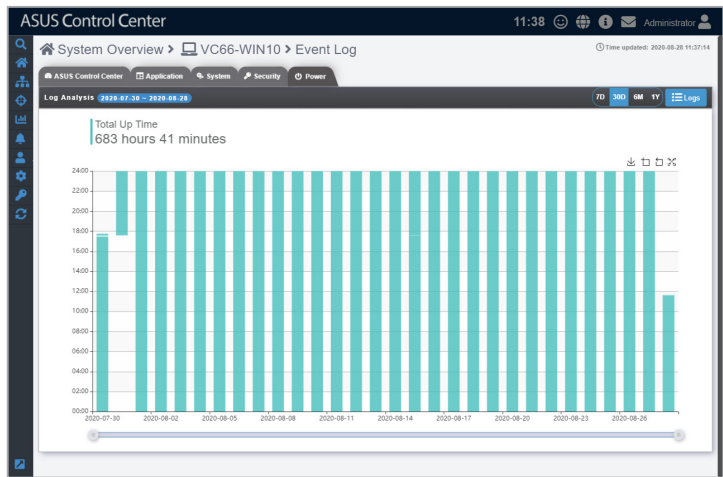 ASUS Control Center
11:38
Administrator
System Overview > VC66-WIN10 > Event Log
Time updated: 2020-08-28 11:37:14
ASUS Control Center
Application
System
Security
Power
Log Analysis 2020-07-30 ~ 2020-08-28
7D 30D 6M 1Y
Logs
Total Up Time
683 hours 41 minutes
24:00
22:00
20:00
18:00
16:00
14:00
12:00
10:00
08:00
06:00
04:00
02:00
00:00
2020-07-30 2020-08-02 2020-08-05 2020-08-08 2020-08-11 2020-08-14 2020-08-17 2020-08-20 2020-08-23 2020-08-26